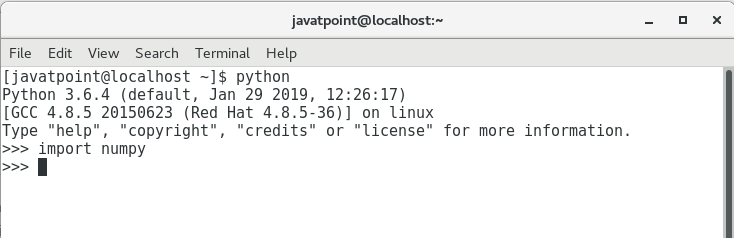 javatpoint@localhost:~
File Edit View Search Terminal Help
[javatpoint@localhost ~]$ python
Python 3.6.4 (default, Jan 29 2019, 12:26:17)
[GCC 4.8.5 20150623 (Red Hat 4.8.5-36)] on linux
Type "help", "copyright", "credits" or "license" for more information.
>>> import numpy
>>>